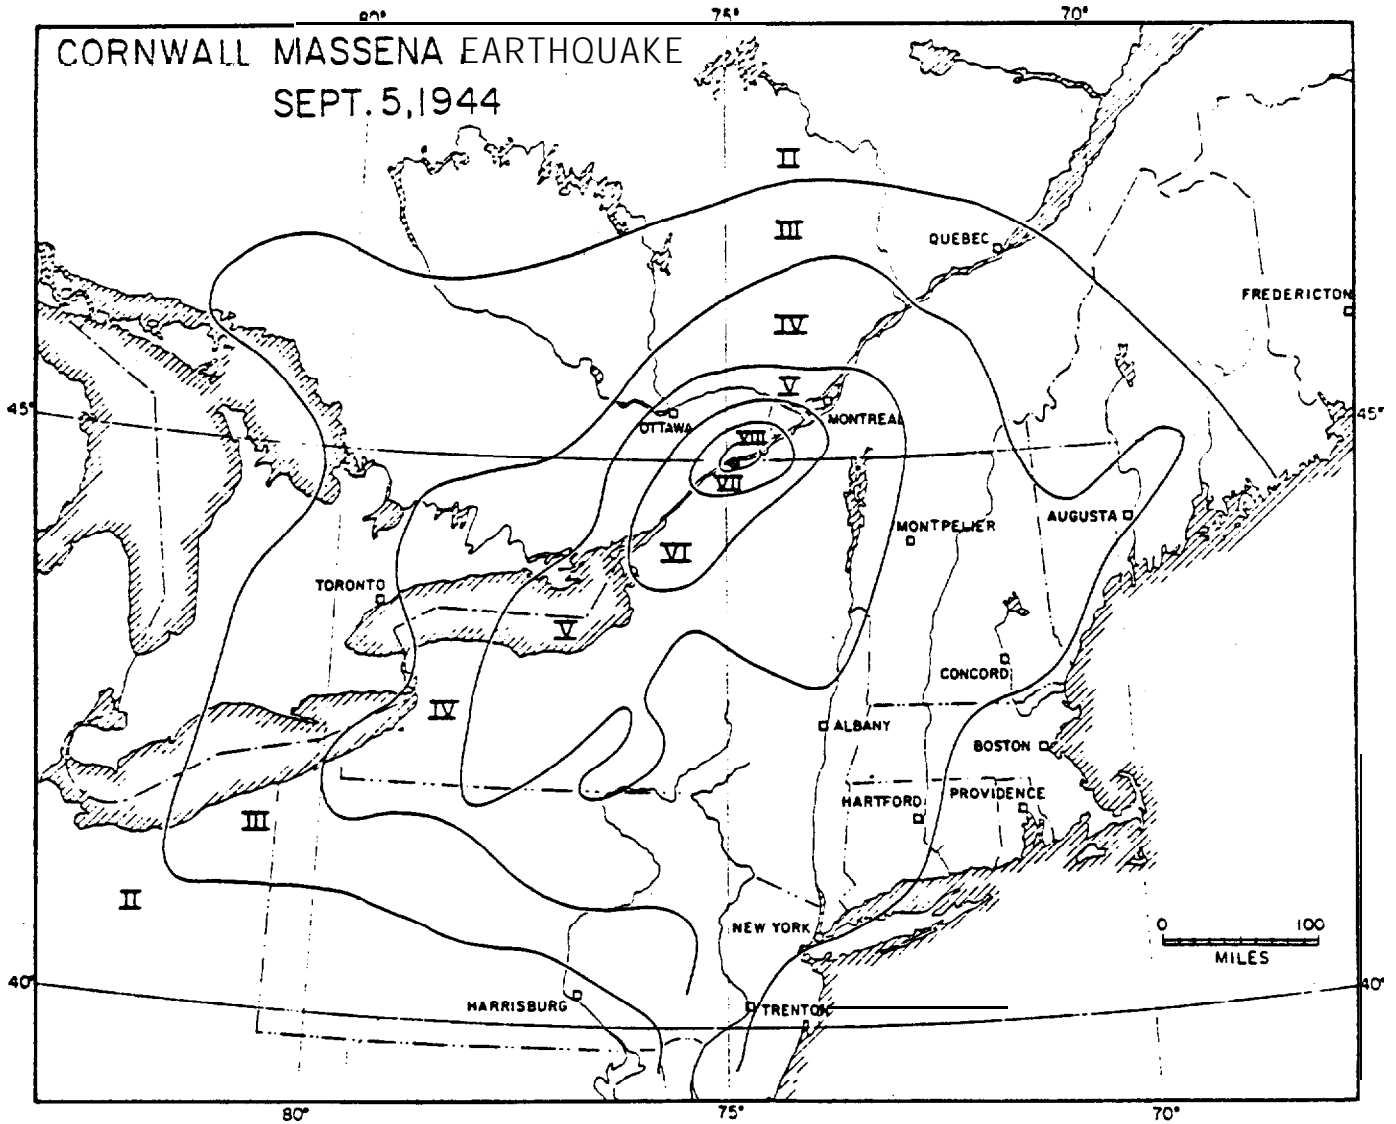 80° 75° 70°
CORNWALL MASSENA EARTHQUAKE
SEPT. 5, 1944
II
III
QUEBEC
FREDERICTON
IV
V
45° 45°
OTTAWA
MONTREAL
VIII
VII
MONTPELIER
AUGUSTA
VI
TORONTO
V
CONCORD
IV
ALBANY
BOSTON
HARTFORD
PROVIDENCE
III
II
NEW YORK
0 100
MILES
40° 40°
HARRISBURG
TRENTON
80° 75° 70°